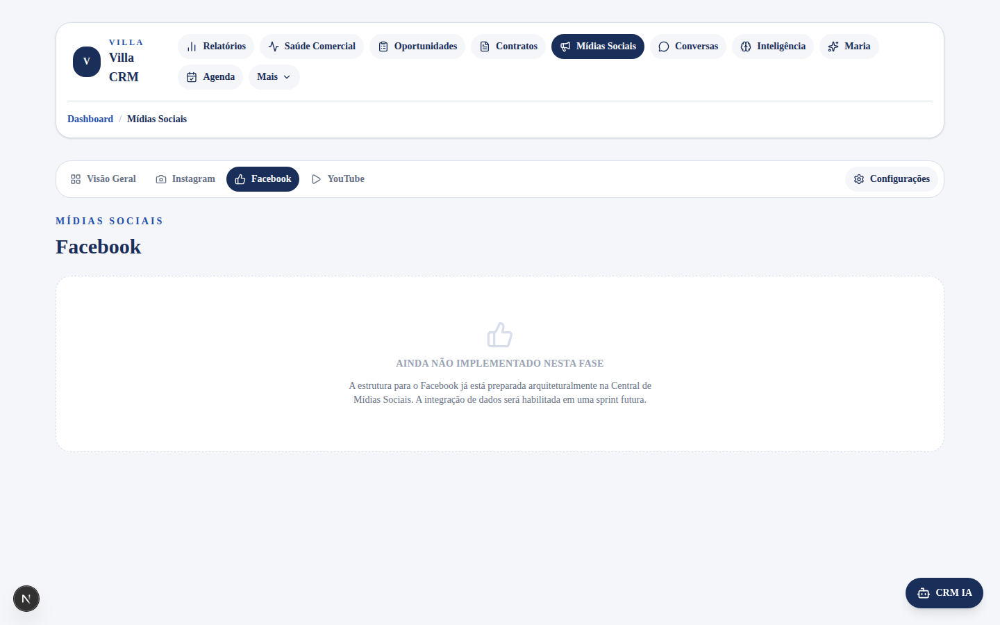 V
VILLA
Villa
CRM
Relatórios
Saúde Comercial
Oportunidades
Contratos
Mídias Sociais
Conversas
Inteligência
Maria
Agenda
Mais
Dashboard / Mídias Sociais
Visão Geral
Instagram
Facebook
YouTube
Configurações
MÍDIAS SOCIAIS
Facebook
AINDA NÃO IMPLEMENTADO NESTA FASE
A estrutura para o Facebook já está preparada arquiteturalmente na Central de
Mídias Sociais. A integração de dados será habilitada em uma sprint futura.
N
CRM IA